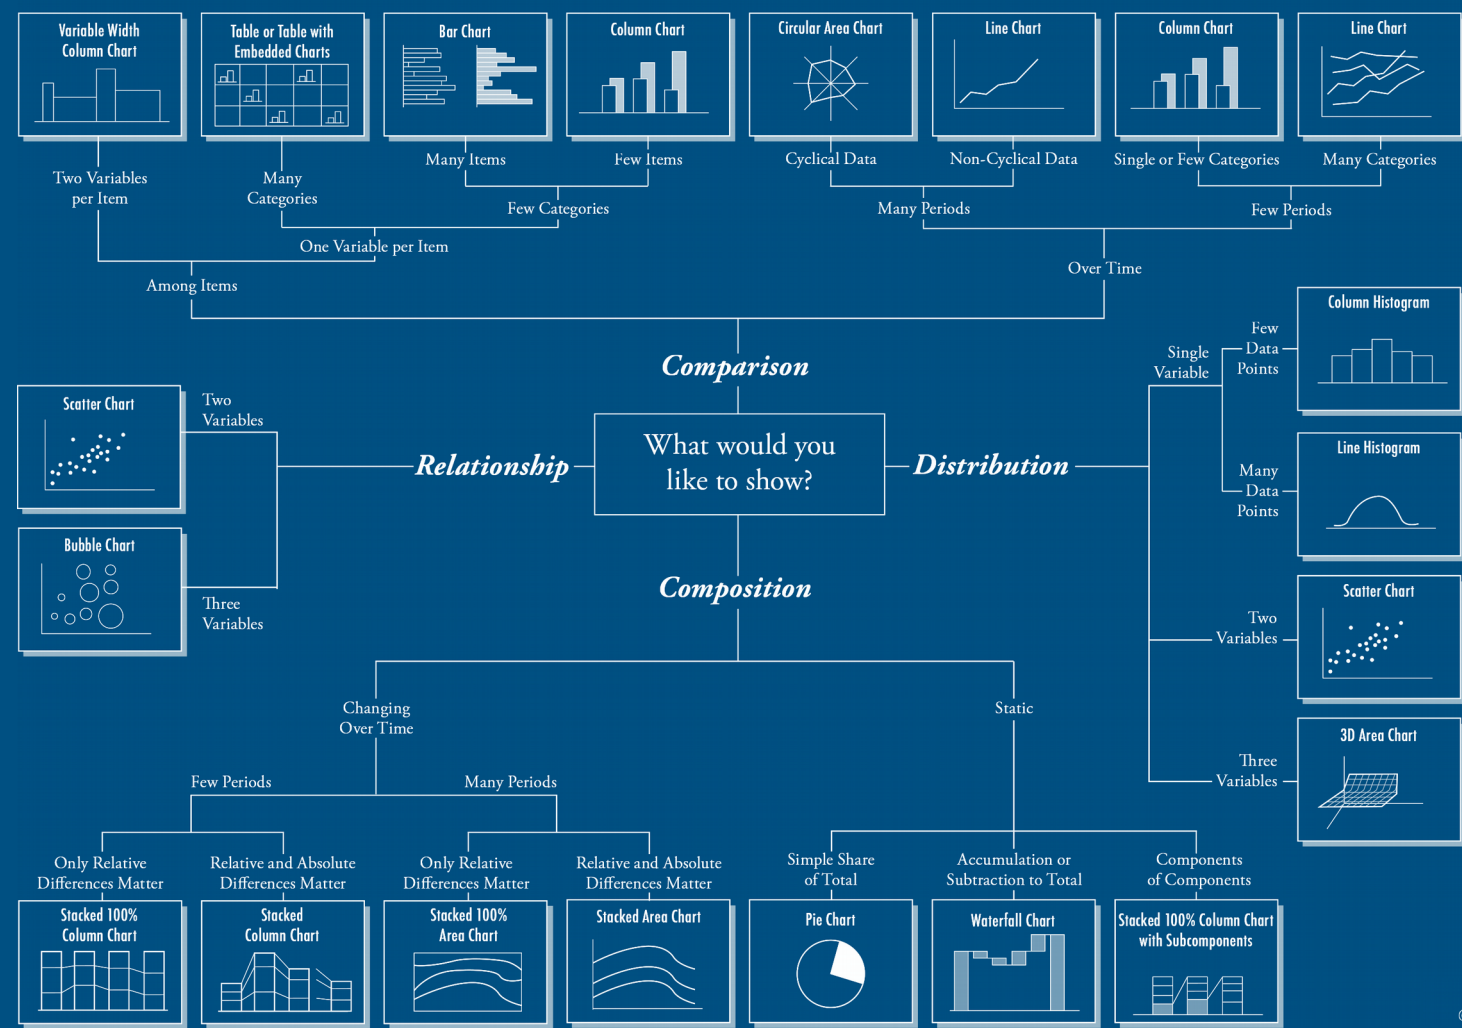 Variable Width
Column Chart
Table or Table with
Embedded Charts
Bar Chart
Column Chart
Circular Area Chart
Line Chart
Column Chart
Line Chart
Two Variables
per Item
Many
Categories
Many Items
Few Items
Cyclical Data
Non-Cyclical Data
Single or Few Categories
Many Categories
Few Categories
Many Periods
Few Periods
One Variable per Item
Among Items
Over Time
Comparison
What would you
like to show?
Relationship
Two
Variables
Scatter Chart
Three
Variables
Bubble Chart
Distribution
Single
Variable
Few
Data
Points
Column Histogram
Many
Data
Points
Line Histogram
Two
Variables
Scatter Chart
Three
Variables
3D Area Chart
Composition
Changing
Over Time
Static
Few Periods
Many Periods
Only Relative
Differences Matter
Relative and Absolute
Differences Matter
Only Relative
Differences Matter
Relative and Absolute
Differences Matter
Simple Share
of Total
Accumulation or
Subtraction to Total
Components
of Components
Stacked 100%
Column Chart
Stacked
Column Chart
Stacked 100%
Area Chart
Stacked Area Chart
Pie Chart
Waterfall Chart
Stacked 100% Column Chart
with Subcomponents